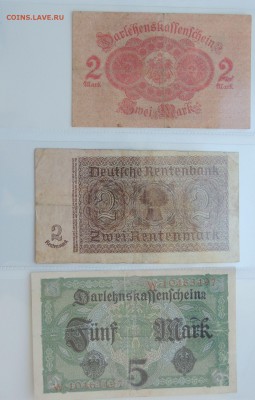 COINS.LAVE.RU
Darlehenskassenschein
2 2
Mark Mark
Zwei Mark
Deutsche Rentenbank
2 2
Zwei Rentenmark
Darlehnskassenschein
Fünf Mark
5